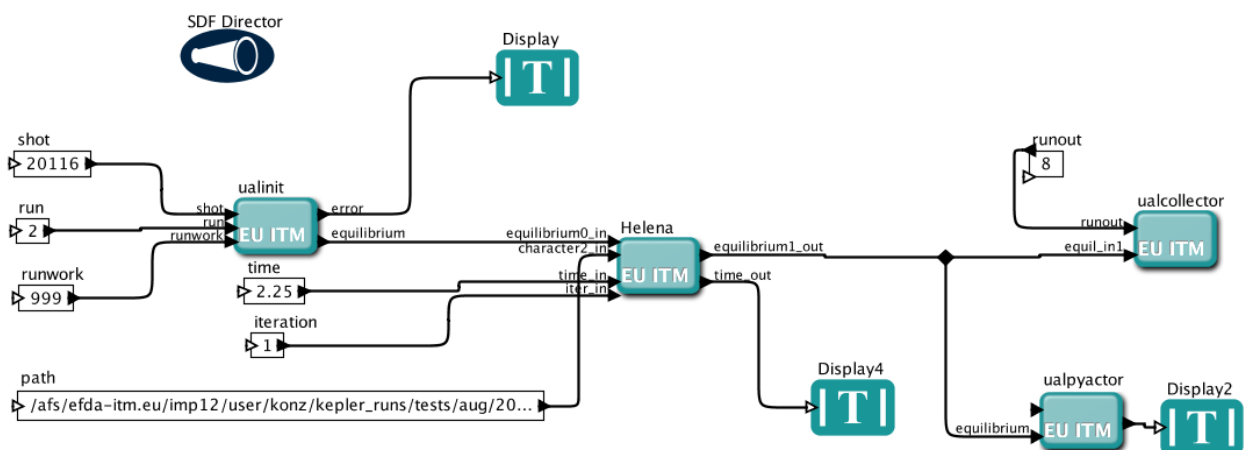 SDF Director
Display
T
shot
20116
runout
8
ualinit
ualcollector
run
2
shot
run
runwork
EU ITM
error
equilibrium
runout
equil_in1
EU ITM
Helena
equilibrium0_in
character2_in
time_in
iter_in
EU ITM
equilibrium1_out
time_out
runwork
999
time
2.25
iteration
1
path
/afs/efda-itm.eu/imp12/user/konz/kepler_runs/tests/aug/20...
Display4
T
ualpyactor
equilibrium
EU ITM
Display2
T